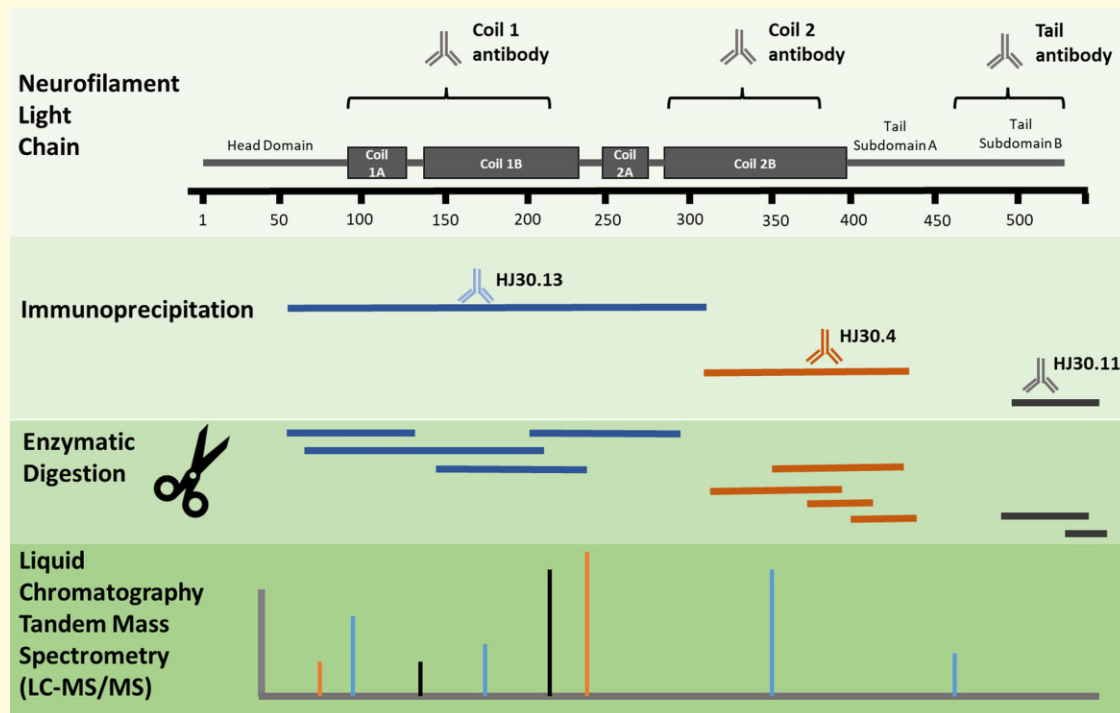 Neurofilament
Light
Chain
Coil 1
antibody
Coil 2
antibody
Tail
antibody
Head Domain
Coil
1A
Coil 1B
Coil
2A
Coil 2B
Tail
Subdomain A
Tail
Subdomain B
1 50 100 150 200 250 300 350 400 450 500
Immunoprecipitation
HJ30.13
HJ30.4
HJ30.11
Enzymatic
Digestion
Liquid
Chromatography
Tandem Mass
Spectrometry
(LC-MS/MS)